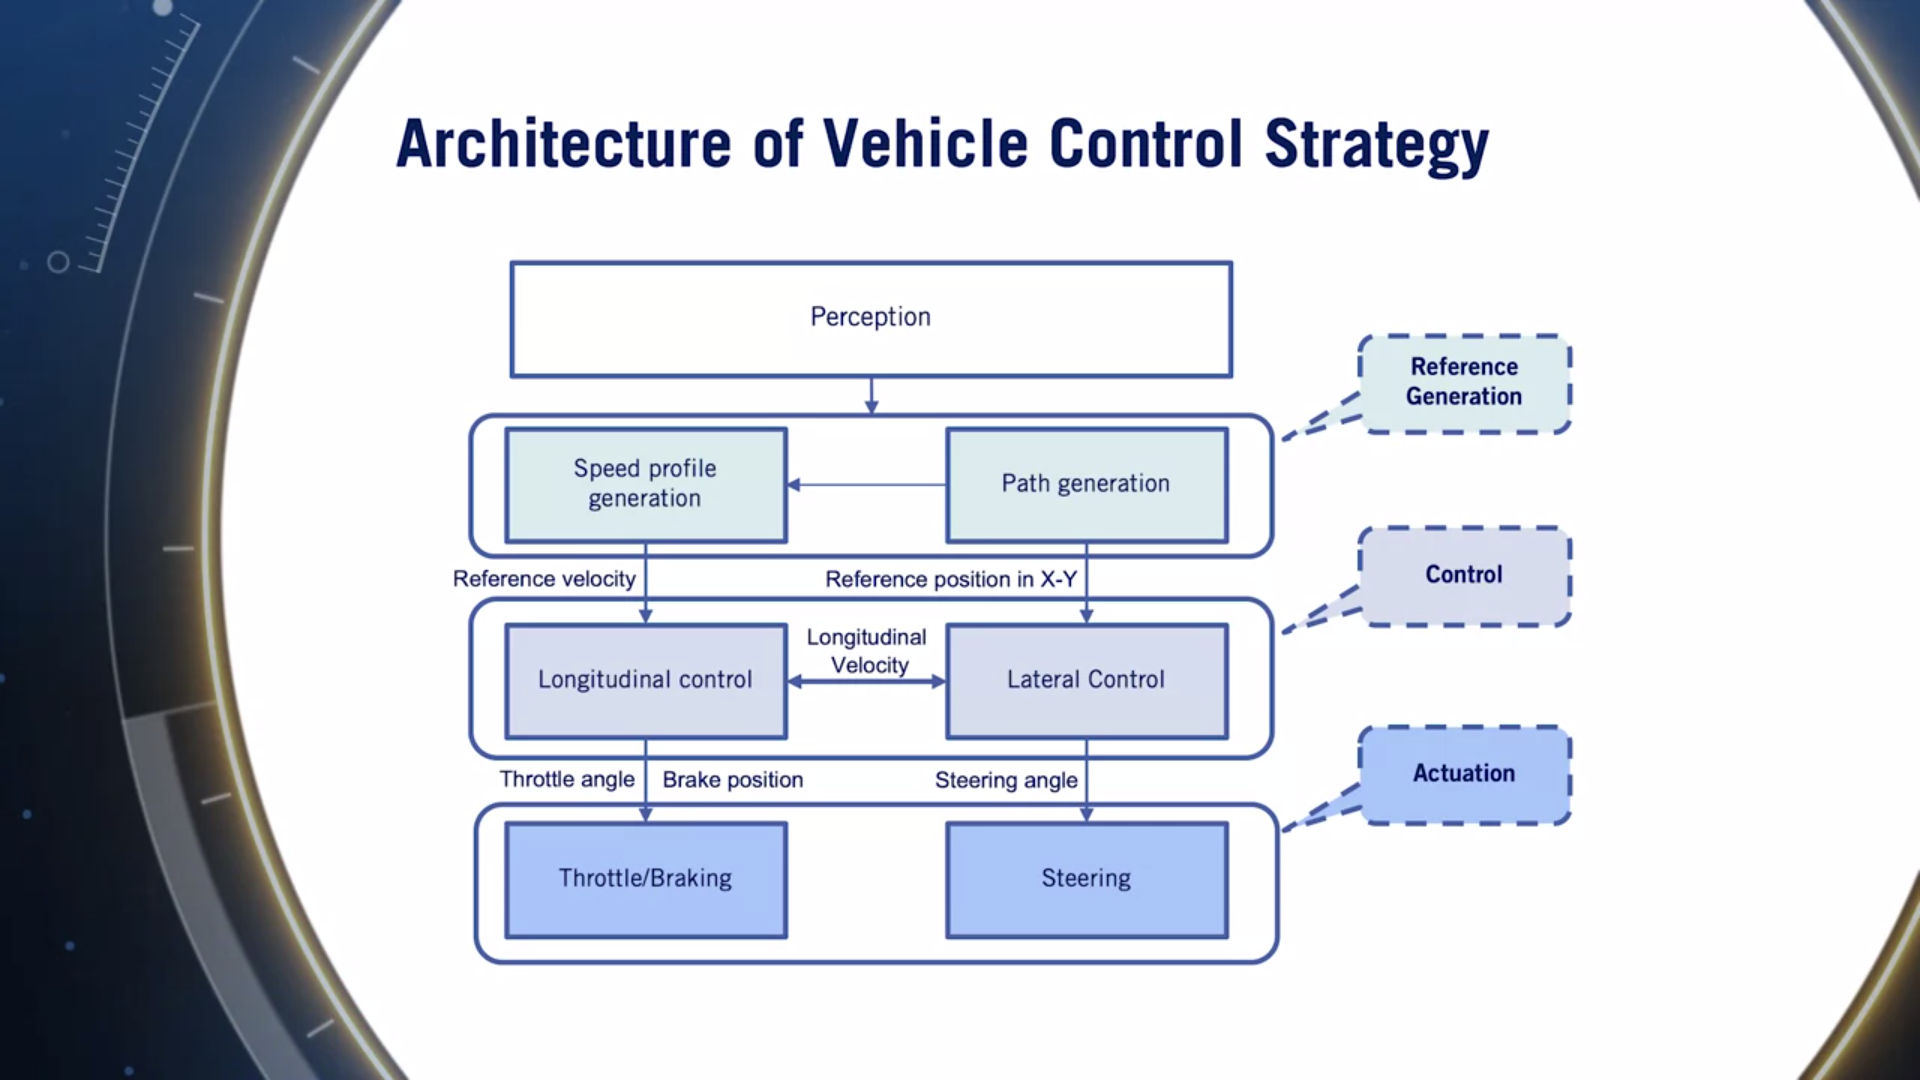 Architecture of Vehicle Control Strategy
Perception
Reference
Generation
Speed profile
generation
Path generation
Reference velocity
Reference position in X-Y
Control
Longitudinal control
Longitudinal
Velocity
Lateral Control
Throttle angle
Brake position
Steering angle
Actuation
Throttle/Braking
Steering